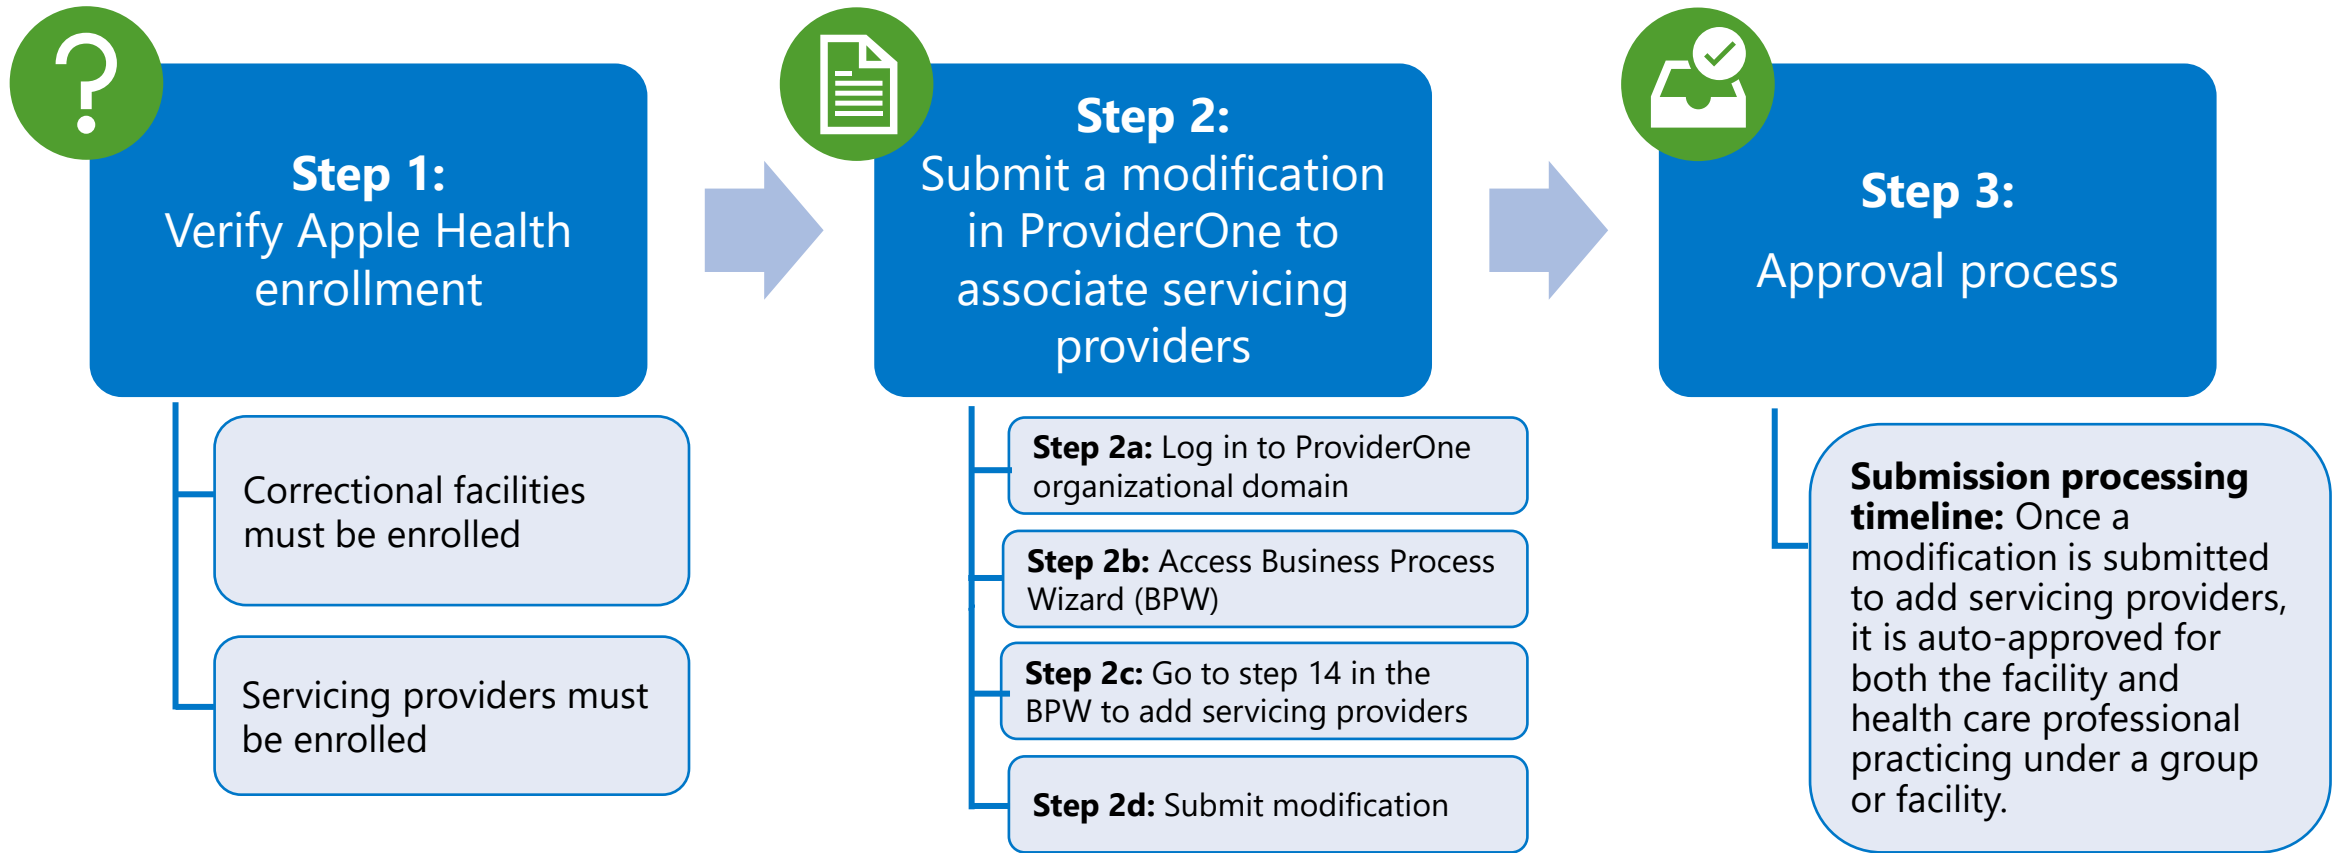 Step 1:
Verify Apple Health
enrollment
Correctional facilities
must be enrolled
Servicing providers must
be enrolled
Step 2:
Submit a modification
in ProviderOne to
associate servicing
providers
Step 2a: Log in to ProviderOne
organizational domain
Step 2b: Access Business Process
Wizard (BPW)
Step 2c: Go to step 14 in the
BPW to add servicing providers
Step 2d: Submit modification
Step 3:
Approval process
Submission processing
timeline: Once a
modification is submitted
to add servicing providers,
it is auto-approved for
both the facility and
health care professional
practicing under a group
or facility.